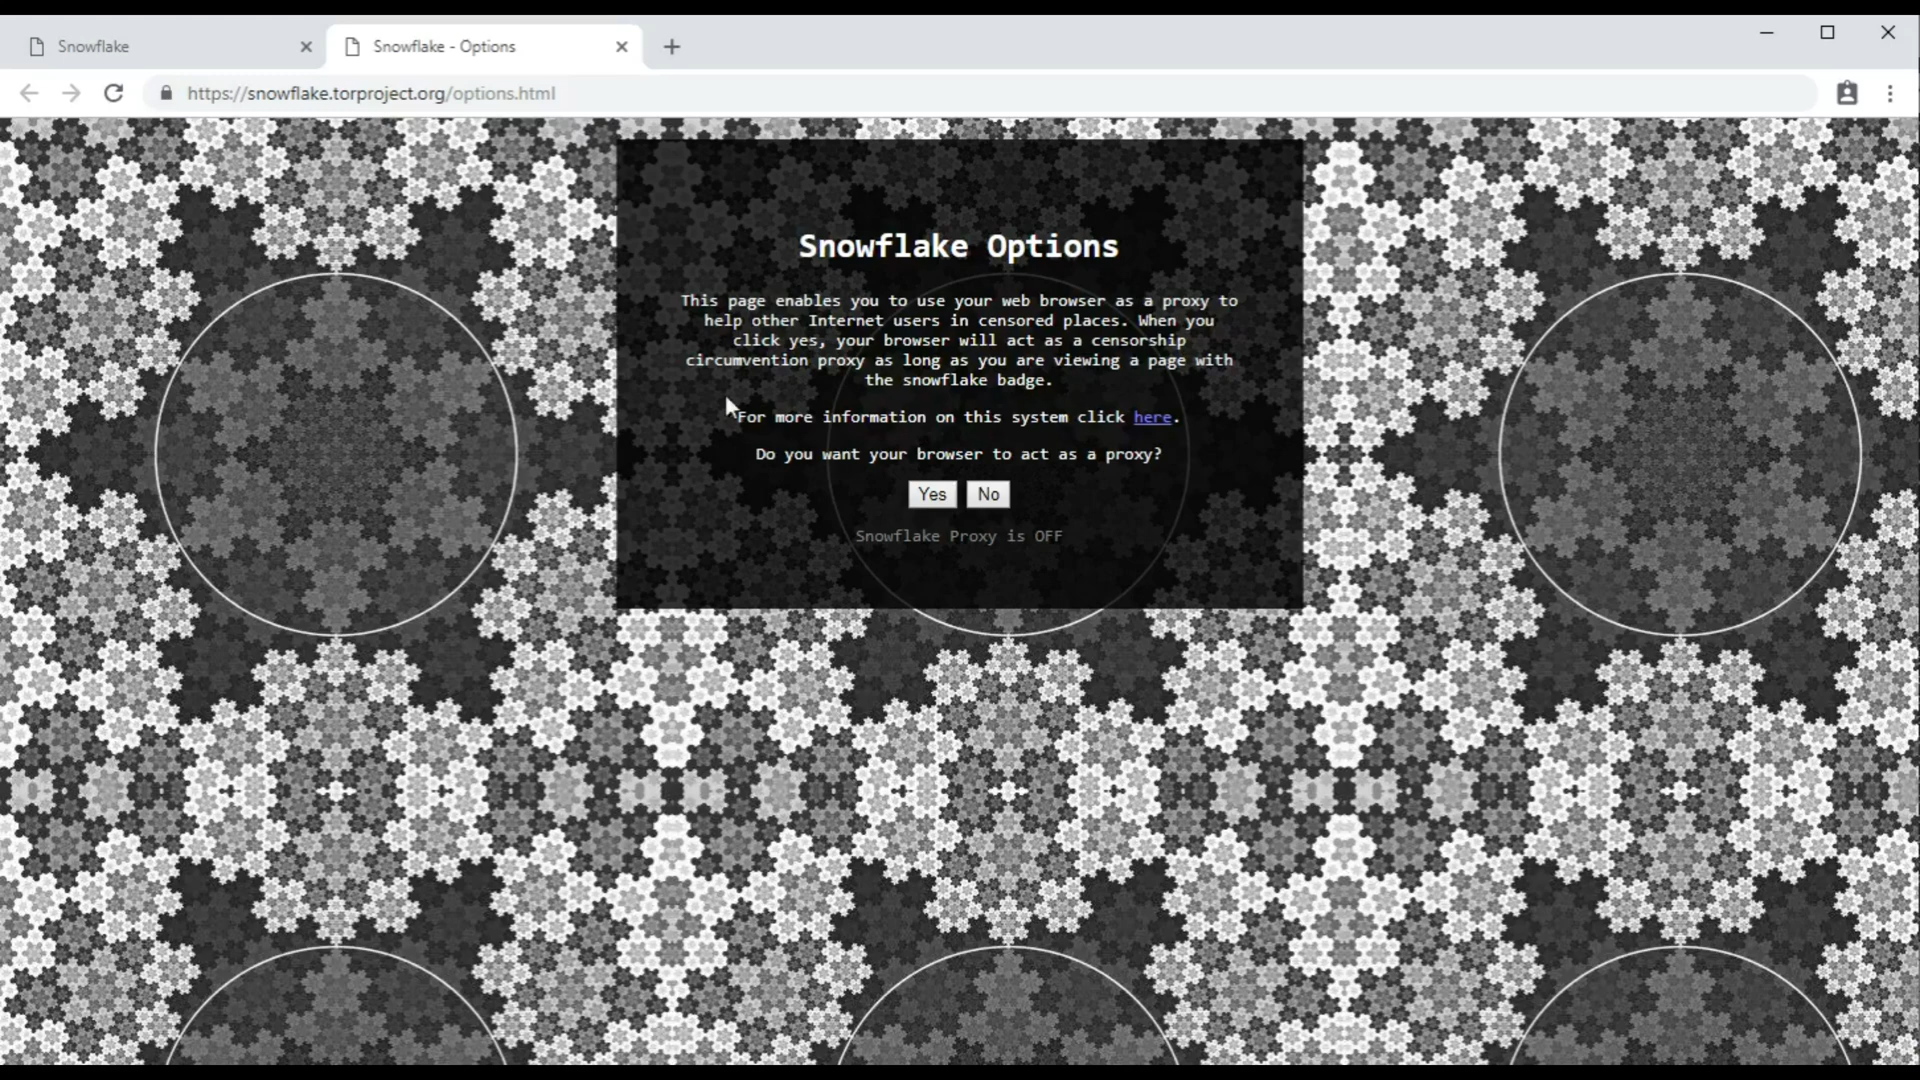 Snowflake
Snowflake - Options
https://snowflake.torproject.org/options.html
Snowflake Options
This page enables you to use your web browser as a proxy to
help other Internet users in censored places. When you
click yes, your browser will act as a censorship
circumvention proxy as long as you are viewing a page with
the snowflake badge.
For more information on this system click here.
Do you want your browser to act as a proxy?
Yes No
Snowflake Proxy is OFF